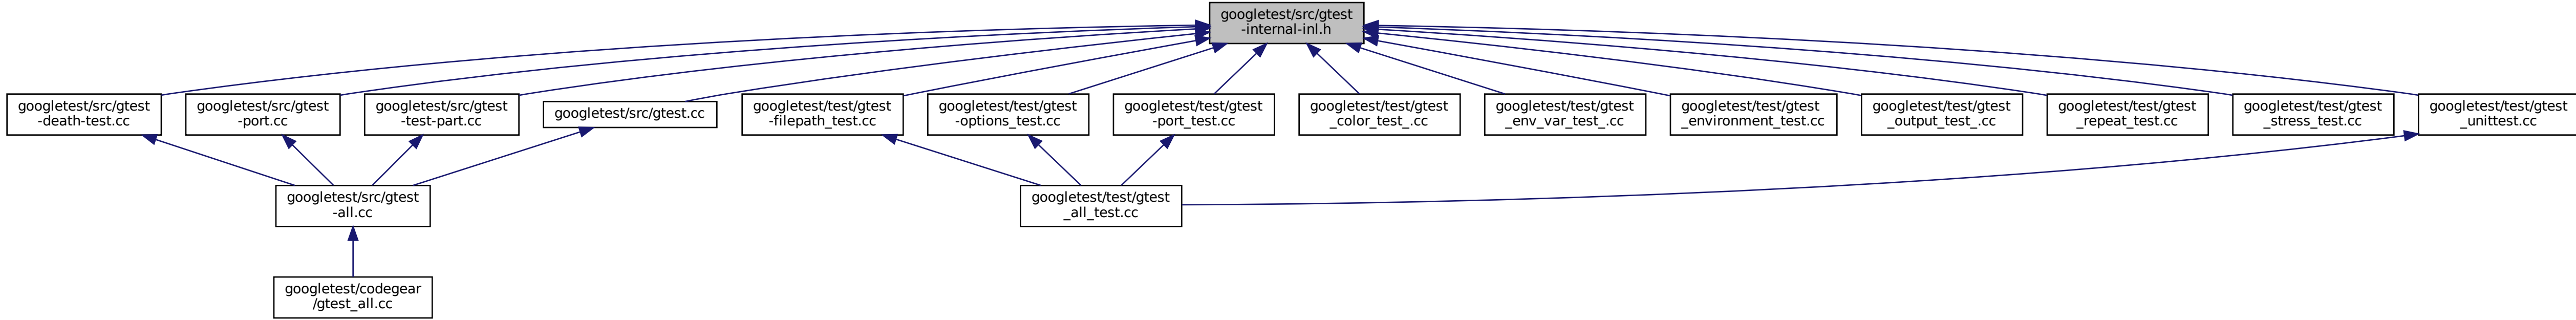 googletest/src/gtest
-internal-inl.h
googletest/src/gtest
-death-test.cc
googletest/src/gtest
-port.cc
googletest/src/gtest
-test-part.cc
googletest/src/gtest.cc
googletest/test/gtest
-filepath_test.cc
googletest/test/gtest
-options_test.cc
googletest/test/gtest
-port_test.cc
googletest/test/gtest
_color_test_.cc
googletest/test/gtest
_env_var_test_.cc
googletest/test/gtest
_environment_test.cc
googletest/test/gtest
_output_test_.cc
googletest/test/gtest
_repeat_test.cc
googletest/test/gtest
_stress_test.cc
googletest/test/gtest
_unittest.cc
googletest/src/gtest
-all.cc
googletest/test/gtest
_all_test.cc
googletest/codegear
/gtest_all.cc